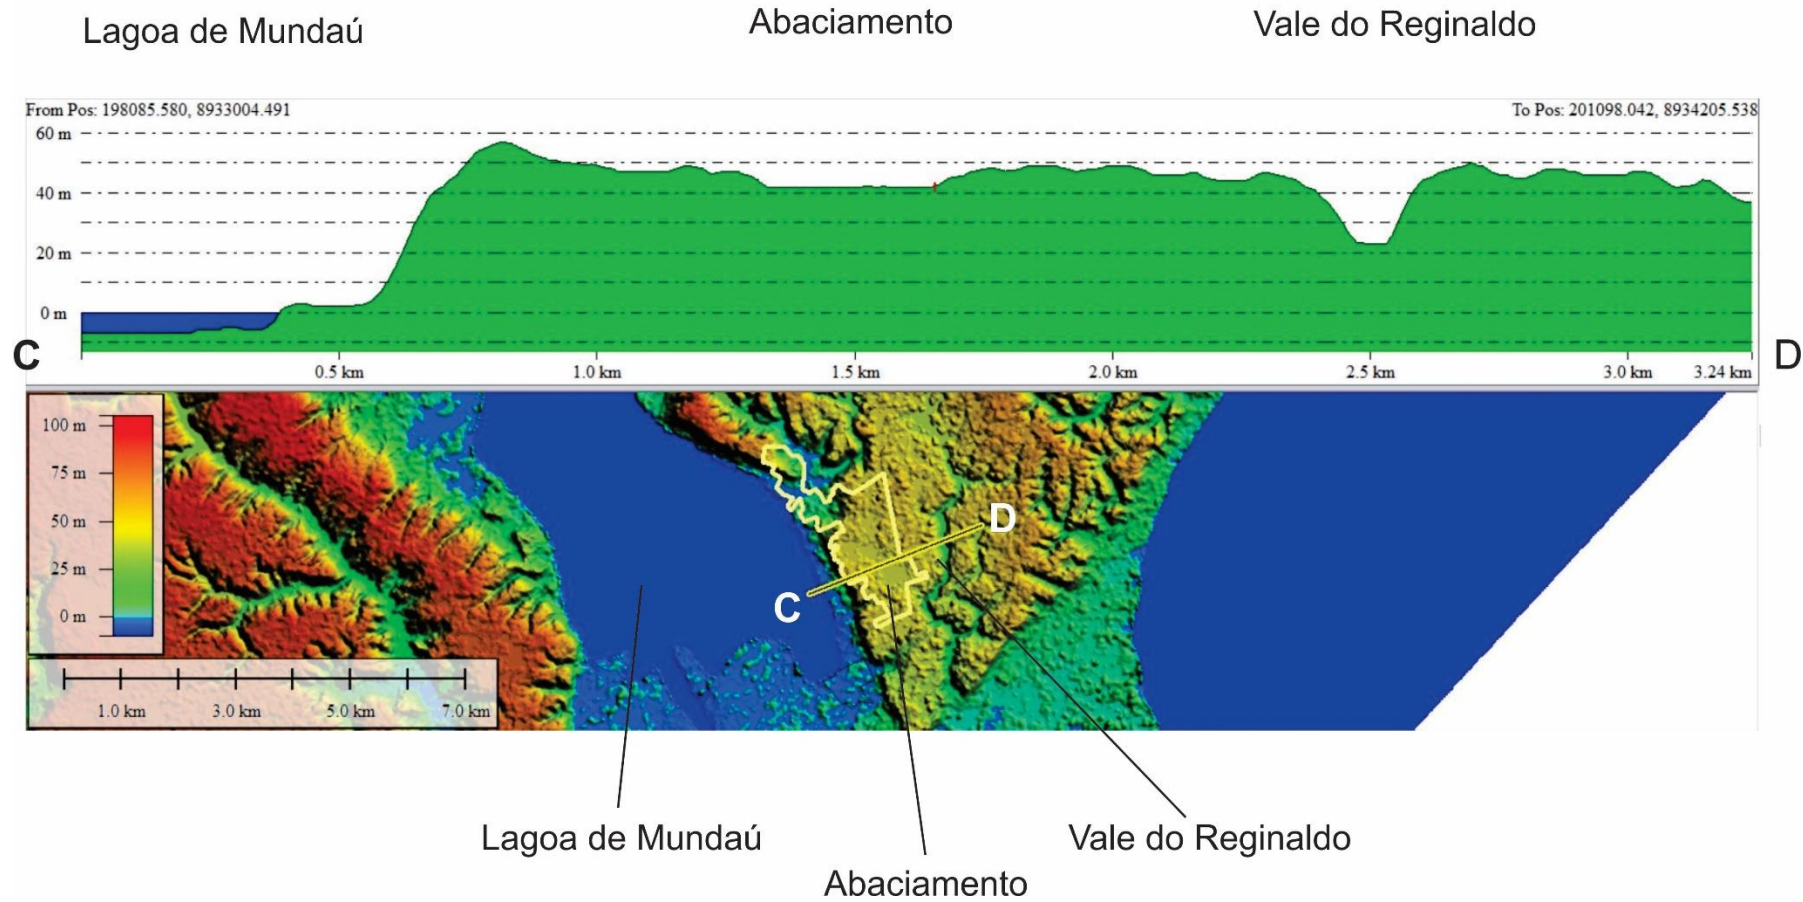 Lagoa de Mundaú Abaciamento Vale do Reginaldo
From Pos: 198085.580, 8933004.491 To Pos: 201098.042, 8934205.538
60 m
40 m
20 m
0 m
C D
0.5 km 1.0 km 1.5 km 2.0 km 2.5 km 3.0 km 3.24 km
100 m
75 m
50 m
25 m
0 m
D
C
1.0 km 3.0 km 5.0 km 7.0 km
Lagoa de Mundaú Vale do Reginaldo
Abaciamento